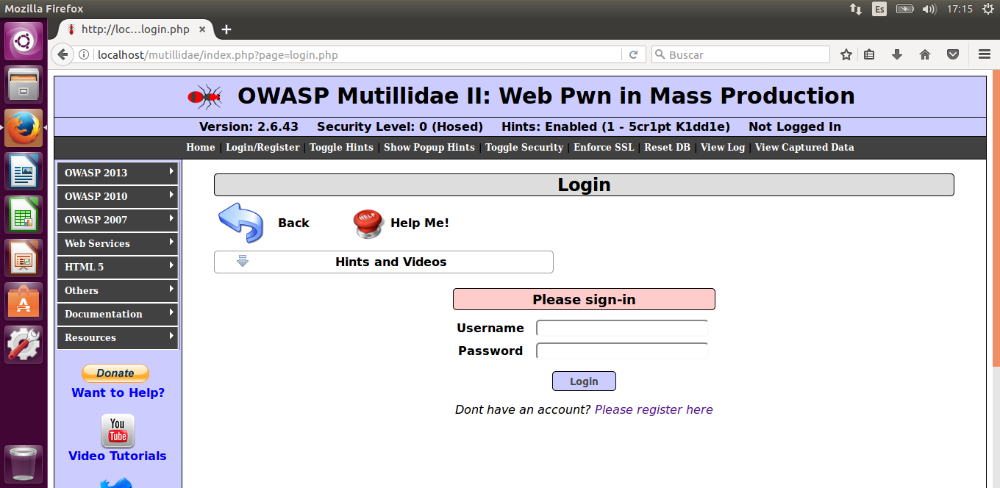 Mozilla Firefox
Es
17:15
http://loc...login.php
localhost/mutillidae/index.php?page=login.php
Buscar
OWASP Mutillidae II: Web Pwn in Mass Production
Version: 2.6.43 Security Level: 0 (Hosed) Hints: Enabled (1 - 5cr1pt K1dd1e) Not Logged In
Home | Login/Register | Toggle Hints | Show Popup Hints | Toggle Security | Enforce SSL | Reset DB | View Log | View Captured Data
OWASP 2013
OWASP 2010
OWASP 2007
Web Services
HTML 5
Others
Documentation
Resources
Donate
Want to Help?
You
Tube
Video Tutorials
Login
Back
HELP
Help Me!
Hints and Videos
Please sign-in
Username
Password
Login
Dont have an account? Please register here